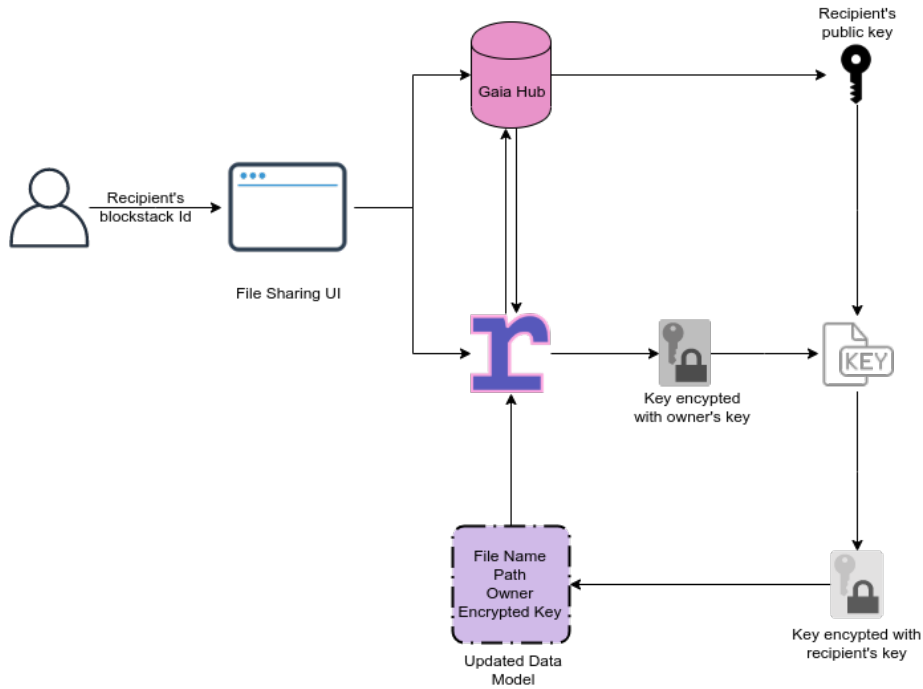 Recipient's
public key
Gaia Hub
Recipient's
blockstack Id
File Sharing UI
r
KEY
Key encypted
with owner's key
File Name
Path
Owner
Encrypted Key
Updated Data
Model
Key encypted with
recipient's key